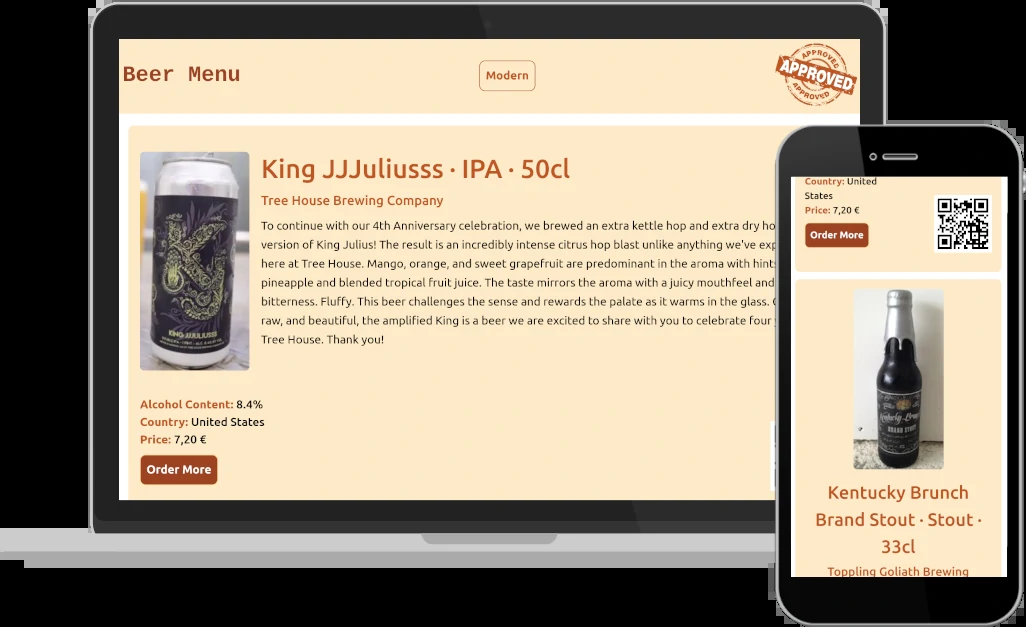 Beer Menu
Modern
APPROVED
APPROVED
APPROVED
King JJJuliusss · IPA · 50cl
Tree House Brewing Company
To continue with our 4th Anniversary celebration, we brewed an extra kettle hop and extra dry ho
version of King Julius! The result is an incredibly intense citrus hop blast unlike anything we've exp
here at Tree House. Mango, orange, and sweet grapefruit are predominant in the aroma with hints
pineapple and blended tropical fruit juice. The taste mirrors the aroma with a juicy mouthfeel and
bitterness. Fluffy. This beer challenges the sense and rewards the palate as it warms in the glass.
raw, and beautiful, the amplified King is a beer we are excited to share with you to celebrate four
Tree House. Thank you!
KING JJJULIUSSS
Alcohol Content: 8.4%
Country: United States
Price: 7,20 €
Order More
Country: United
States
Price: 7,20 €
Order More
BRAND STOUT
Kentucky Brunch
Brand Stout · Stout ·
33cl
Toppling Goliath Brewing